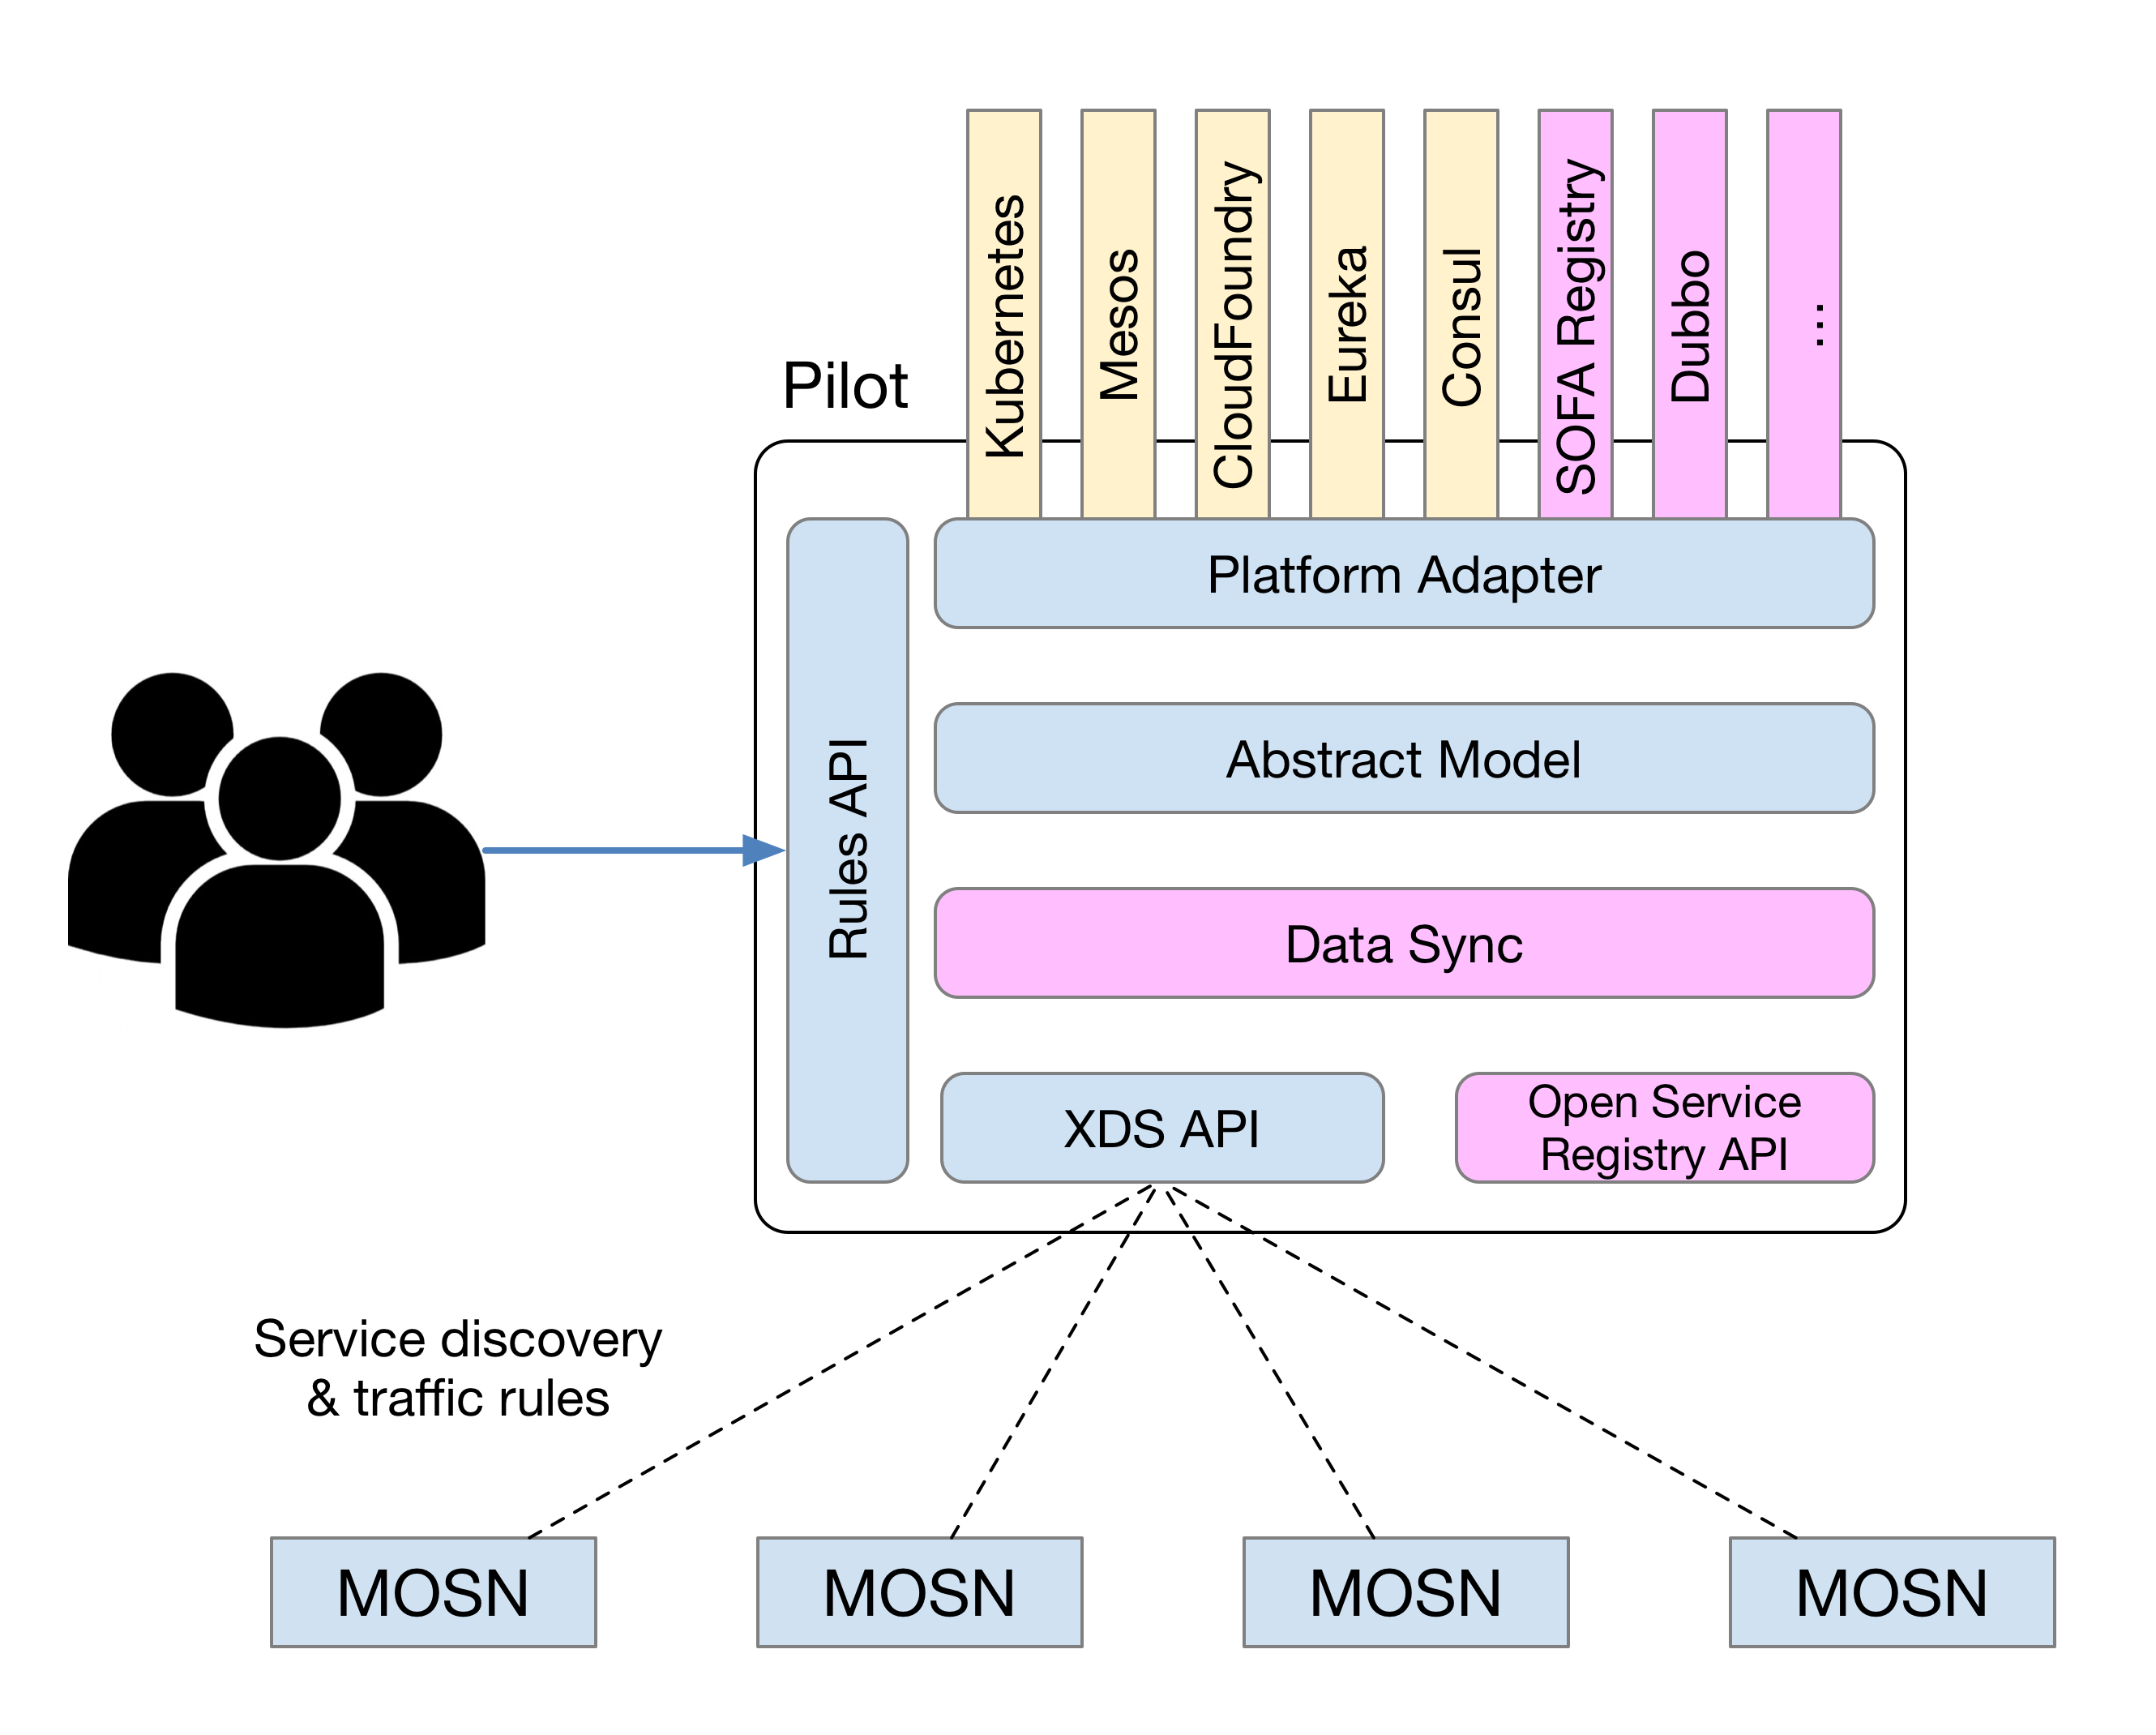 Kubernetes
Mesos
CloudFoundry
Eureka
Consul
SOFA Registry
Dubbo
...
Pilot
Rules API
Platform Adapter
Abstract Model
Data Sync
XDS API
Open Service
Registry API
Service discovery
& traffic rules
MOSN
MOSN
MOSN
MOSN